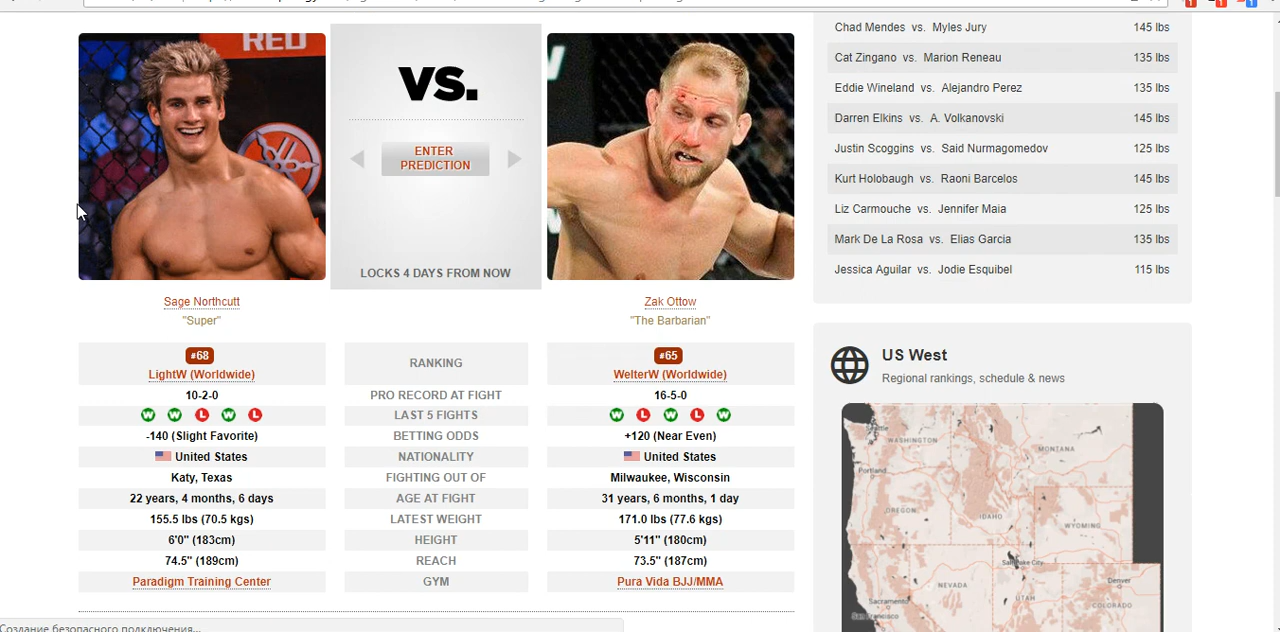 RED
VS.
ENTER
PREDICTION
LOCKS 4 DAYS FROM NOW
Sage Northcutt
"Super"
Zak Ottow
"The Barbarian"
#68
LightW (Worldwide)
RANKING
#65
WelterW (Worldwide)
10-2-0 PRO RECORD AT FIGHT 16-5-0
W W L W L LAST 5 FIGHTS W L W L W
-140 (Slight Favorite) BETTING ODDS +120 (Near Even)
United States NATIONALITY United States
Katy, Texas FIGHTING OUT OF Milwaukee, Wisconsin
22 years, 4 months, 6 days AGE AT FIGHT 31 years, 6 months, 1 day
155.5 lbs (70.5 kgs) LATEST WEIGHT 171.0 lbs (77.6 kgs)
6'0" (183cm) HEIGHT 5'11" (180cm)
74.5" (189cm) REACH 73.5" (187cm)
Paradigm Training Center GYM Pura Vida BJJ/MMA
Chad Mendes vs. Myles Jury 145 lbs
Cat Zingano vs. Marion Reneau 135 lbs
Eddie Wineland vs. Alejandro Perez 135 lbs
Darren Elkins vs. A. Volkanovski 145 lbs
Justin Scoggins vs. Said Nurmagomedov 125 lbs
Kurt Holobaugh vs. Raoni Barcelos 145 lbs
Liz Carmouche vs. Jennifer Maia 125 lbs
Mark De La Rosa vs. Elias Garcia 135 lbs
Jessica Aguilar vs. Jodie Esquibel 115 lbs
US West
Regional rankings, schedule & news
Seattle
WASHINGTON
MONTANA
Portland
OREGON
IDAHO
WYOMING
Salt Lake City
NEVADA
UTAH
Denver
COLORADO
Sacramento
San Francisco
Создание безопасного подключения...